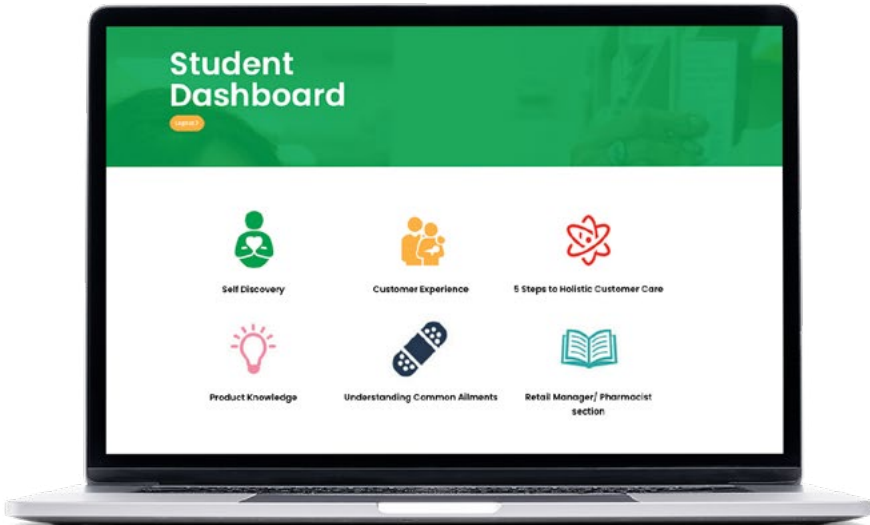 Student
Dashboard
Self Discovery
Customer Experience
5 Steps to Holistic Customer Care
Product Knowledge
Understanding Common Ailments
Retail Manager/ Pharmacist
section